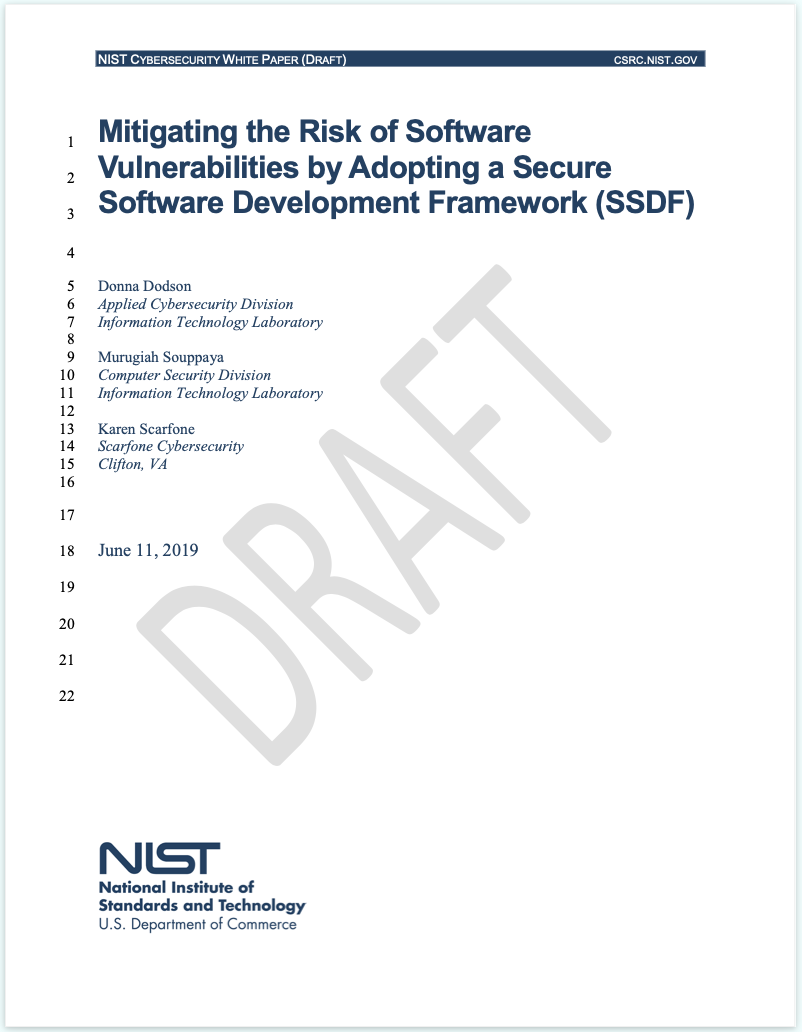 NIST CYBERSECURITY WHITE PAPER (DRAFT) CSRC.NIST.GOV
1 Mitigating the Risk of Software
2 Vulnerabilities by Adopting a Secure
3 Software Development Framework (SSDF)
4
5 Donna Dodson
6 Applied Cybersecurity Division
7 Information Technology Laboratory
8
9 Murugiah Souppaya
10 Computer Security Division
11 Information Technology Laboratory
12
13 Karen Scarfone
14 Scarfone Cybersecurity
15 Clifton, VA
16
17
18 June 11, 2019
19
20
21
22
DRAFT
NIST
National Institute of
Standards and Technology
U.S. Department of Commerce